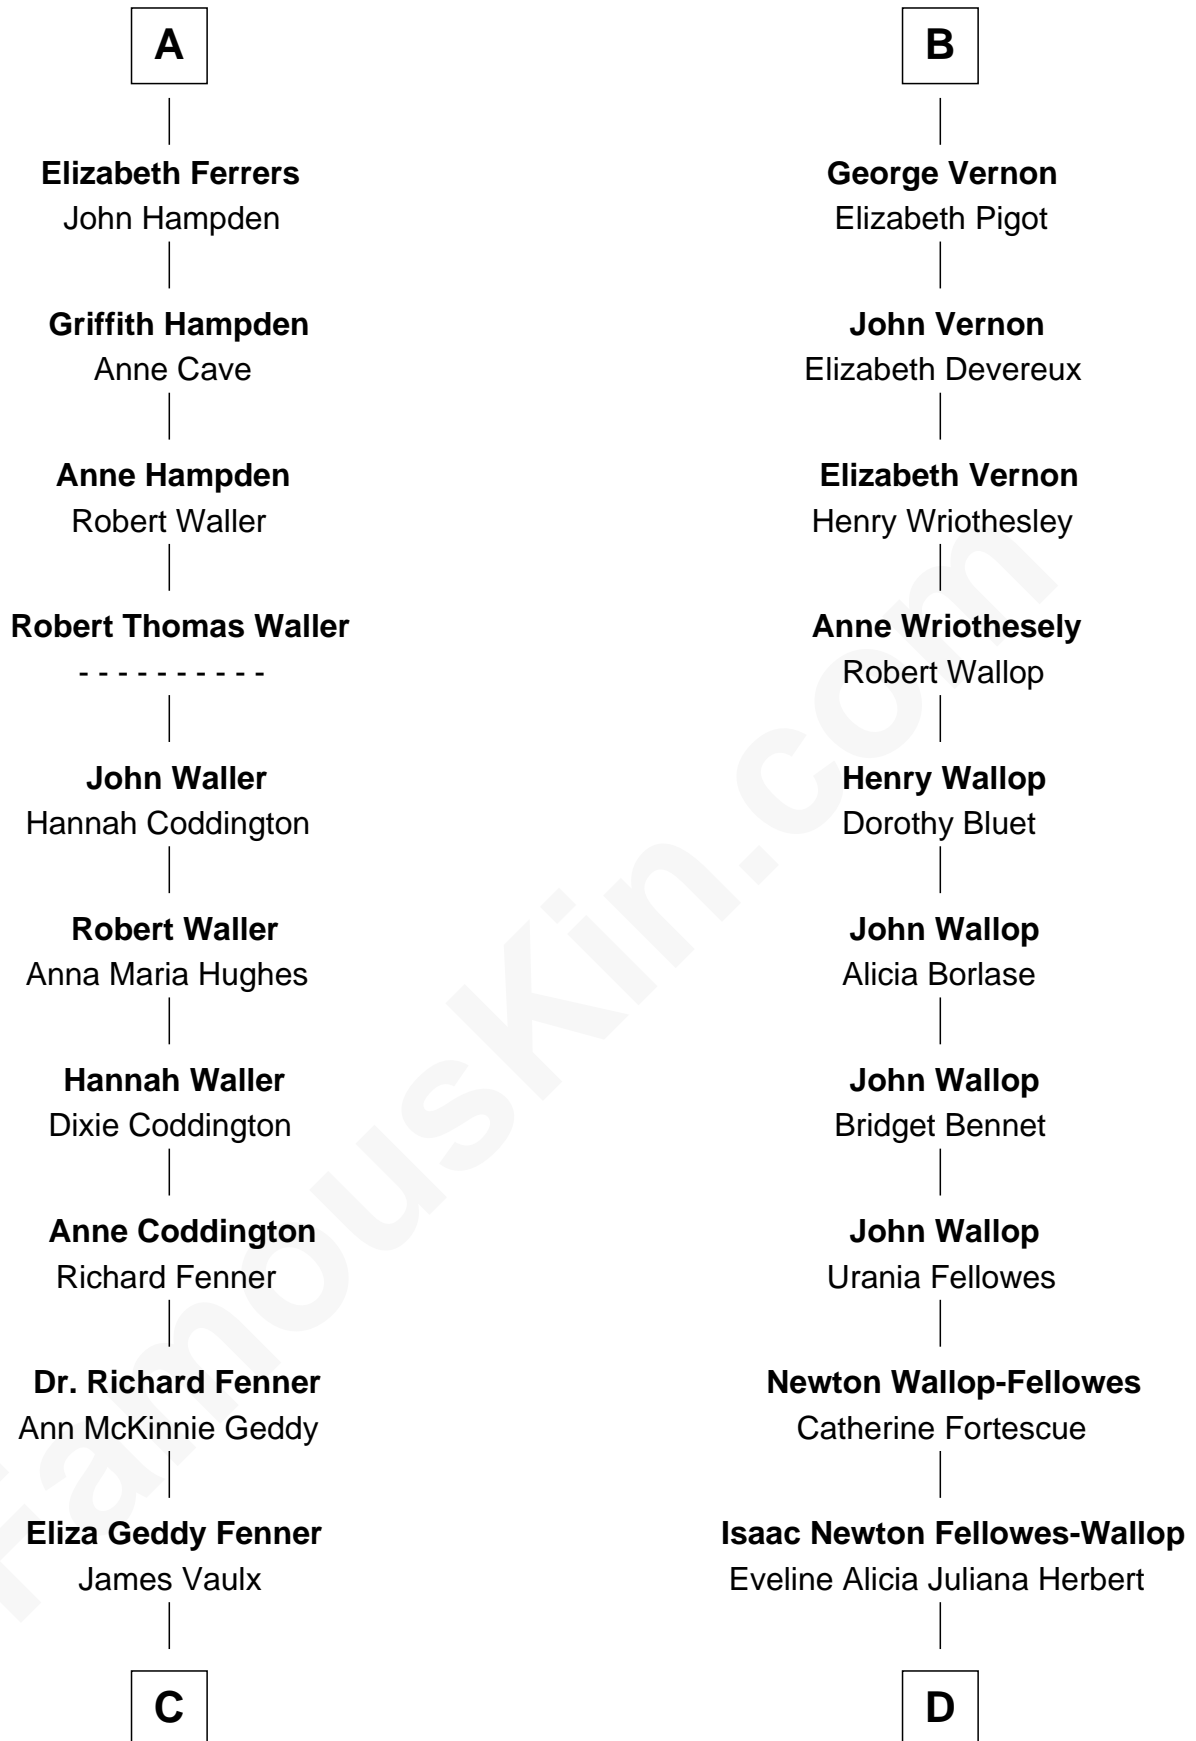 A
Elizabeth Ferrers
John Hampden
Griffith Hampden
Anne Cave
Anne Hampden
Robert Waller
Robert Thomas Waller
- - - - - - - - - -
John Waller
Hannah Coddington
Robert Waller
Anna Maria Hughes
Hannah Waller
Dixie Coddington
Anne Coddington
Richard Fenner
Dr. Richard Fenner
Ann McKinnie Geddy
Eliza Geddy Fenner
James Vaulx
C
B
George Vernon
Elizabeth Pigot
John Vernon
Elizabeth Devereux
Elizabeth Vernon
Henry Wriothesley
Anne Wriothesely
Robert Wallop
Henry Wallop
Dorothy Bluet
John Wallop
Alicia Borlase
John Wallop
Bridget Bennet
John Wallop
Urania Fellowes
Newton Wallop-Fellowes
Catherine Fortescue
Isaac Newton Fellowes-Wallop
Eveline Alicia Juliana Herbert
D
FamousKin.com